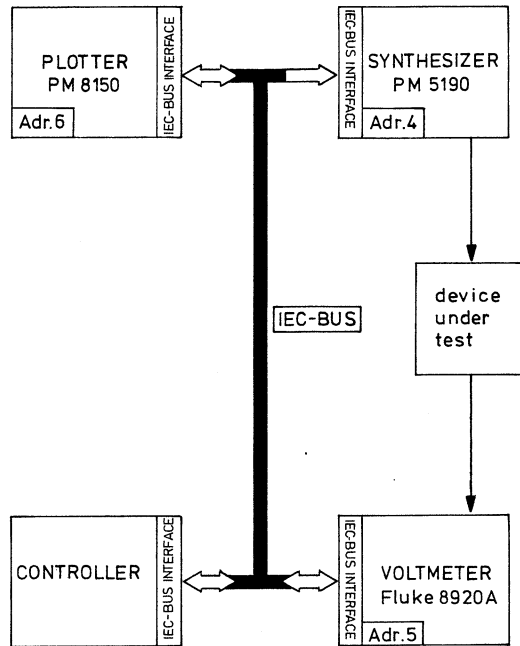 PLOTTER
PM 8150
Adr.6
IEC-BUS INTERFACE
IEC-BUS INTERFACE
SYNTHESIZER
PM 5190
Adr.4
device
under
test
IEC-BUS
CONTROLLER
IEC-BUS INTERFACE
IEC-BUS INTERFACE
VOLTMETER
Fluke 8920A
Adr.5